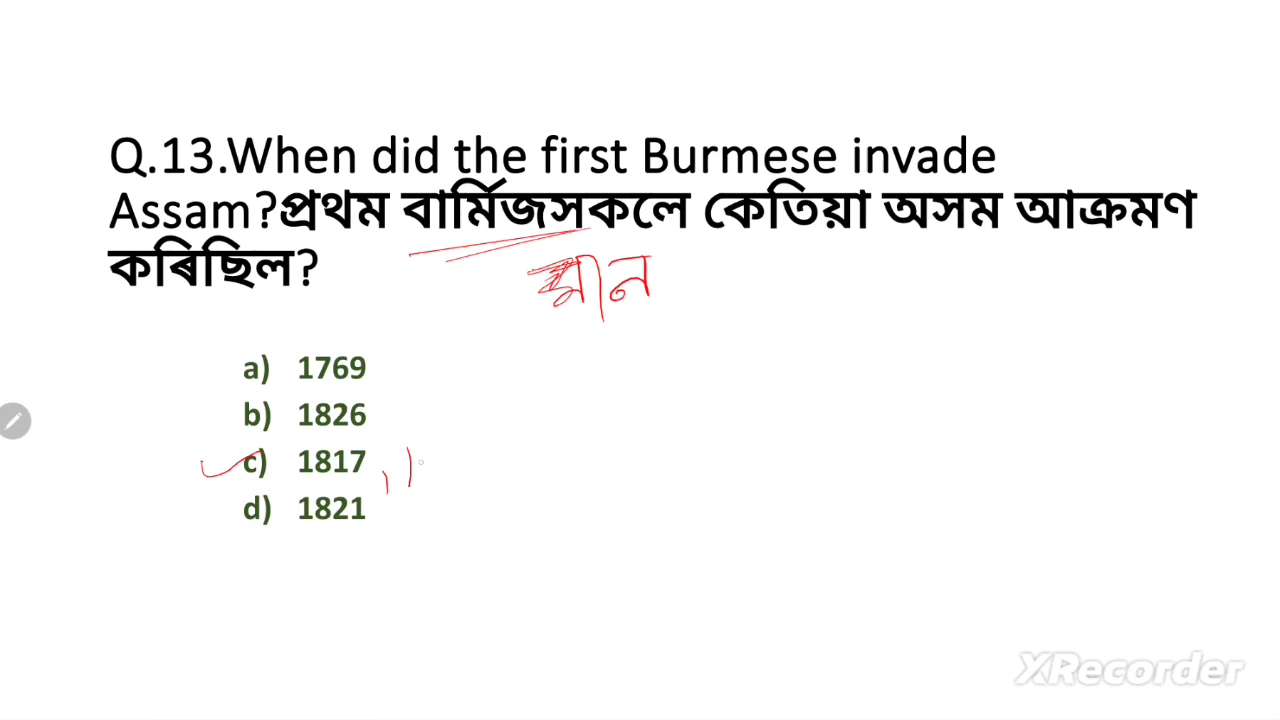 Q.13.When did the first Burmese invade
Assam?প্ৰথম বাৰ্মিজসকলে কেতিয়া অসম আক্ৰমণ
কৰিছিল?
মান
a) 1769
b) 1826
c) 1817
d) 1821
XRecorder